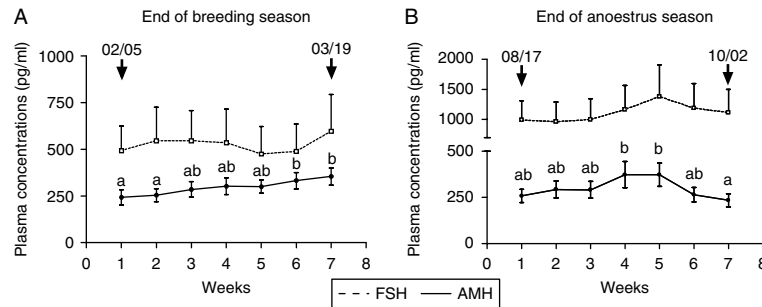 A
End of breeding season
02/05
03/19
Plasma concentrations (pg/ml)
1000
750
500
250
0
a
a
ab
ab
ab
b
b
0 1 2 3 4 5 6 7 8
Weeks
B
End of anoestrus season
08/17
10/02
Plasma concentrations (pg/ml)
2000
1500
1000
500
250
0
ab
ab
ab
b
b
ab
a
0 1 2 3 4 5 6 7 8
Weeks
FSH
AMH